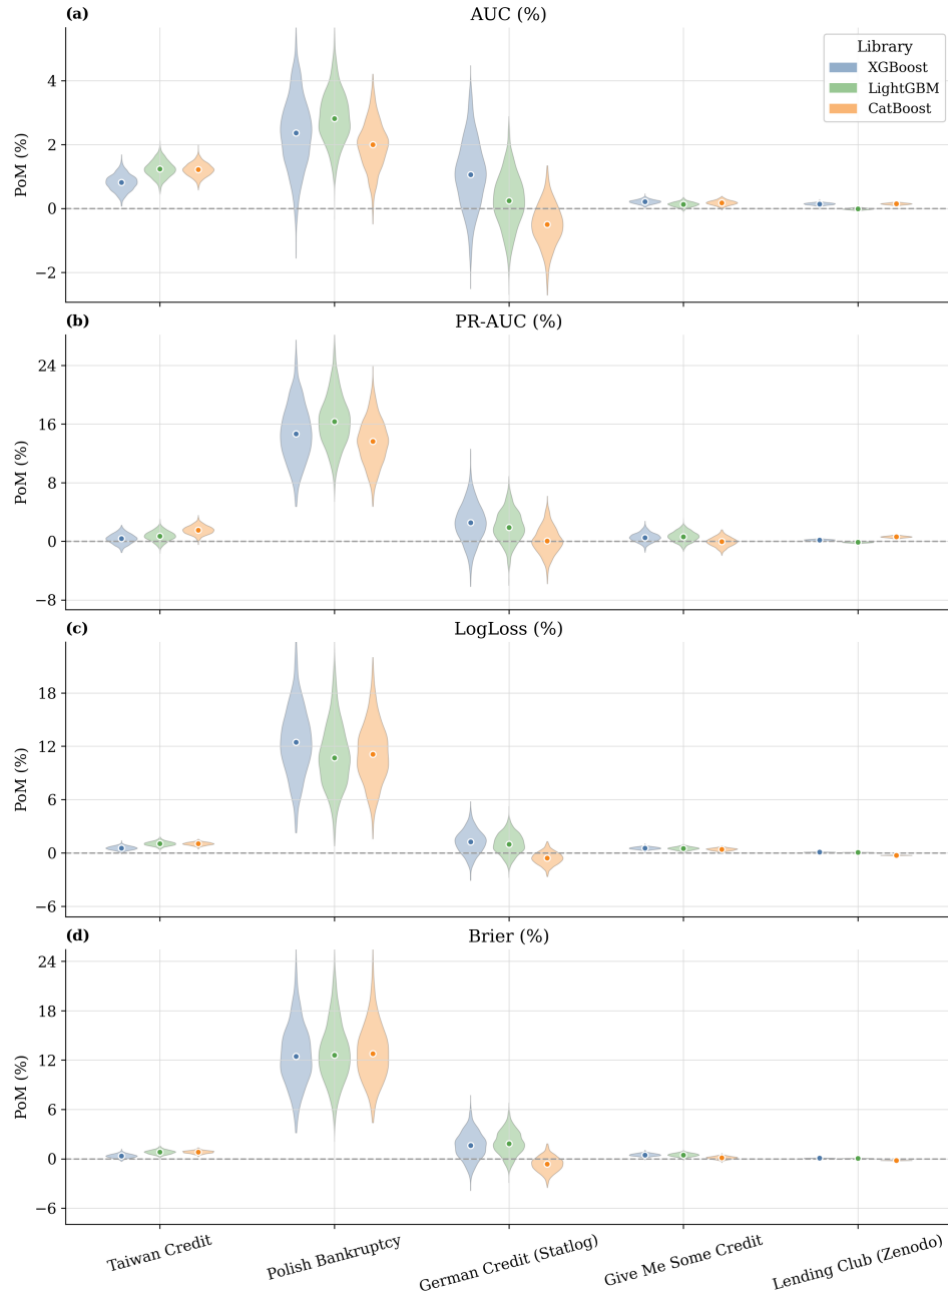 (a)
AUC (%)
Library
XGBoost
LightGBM
CatBoost
PoM (%)
4
2
0
−2
(b)
PR-AUC (%)
PoM (%)
24
16
8
0
−8
(c)
LogLoss (%)
PoM (%)
18
12
6
0
−6
(d)
Brier (%)
PoM (%)
24
18
12
6
0
−6
Taiwan Credit
Polish Bankruptcy
German Credit (Statlog)
Give Me Some Credit
Lending Club (Zenodo)